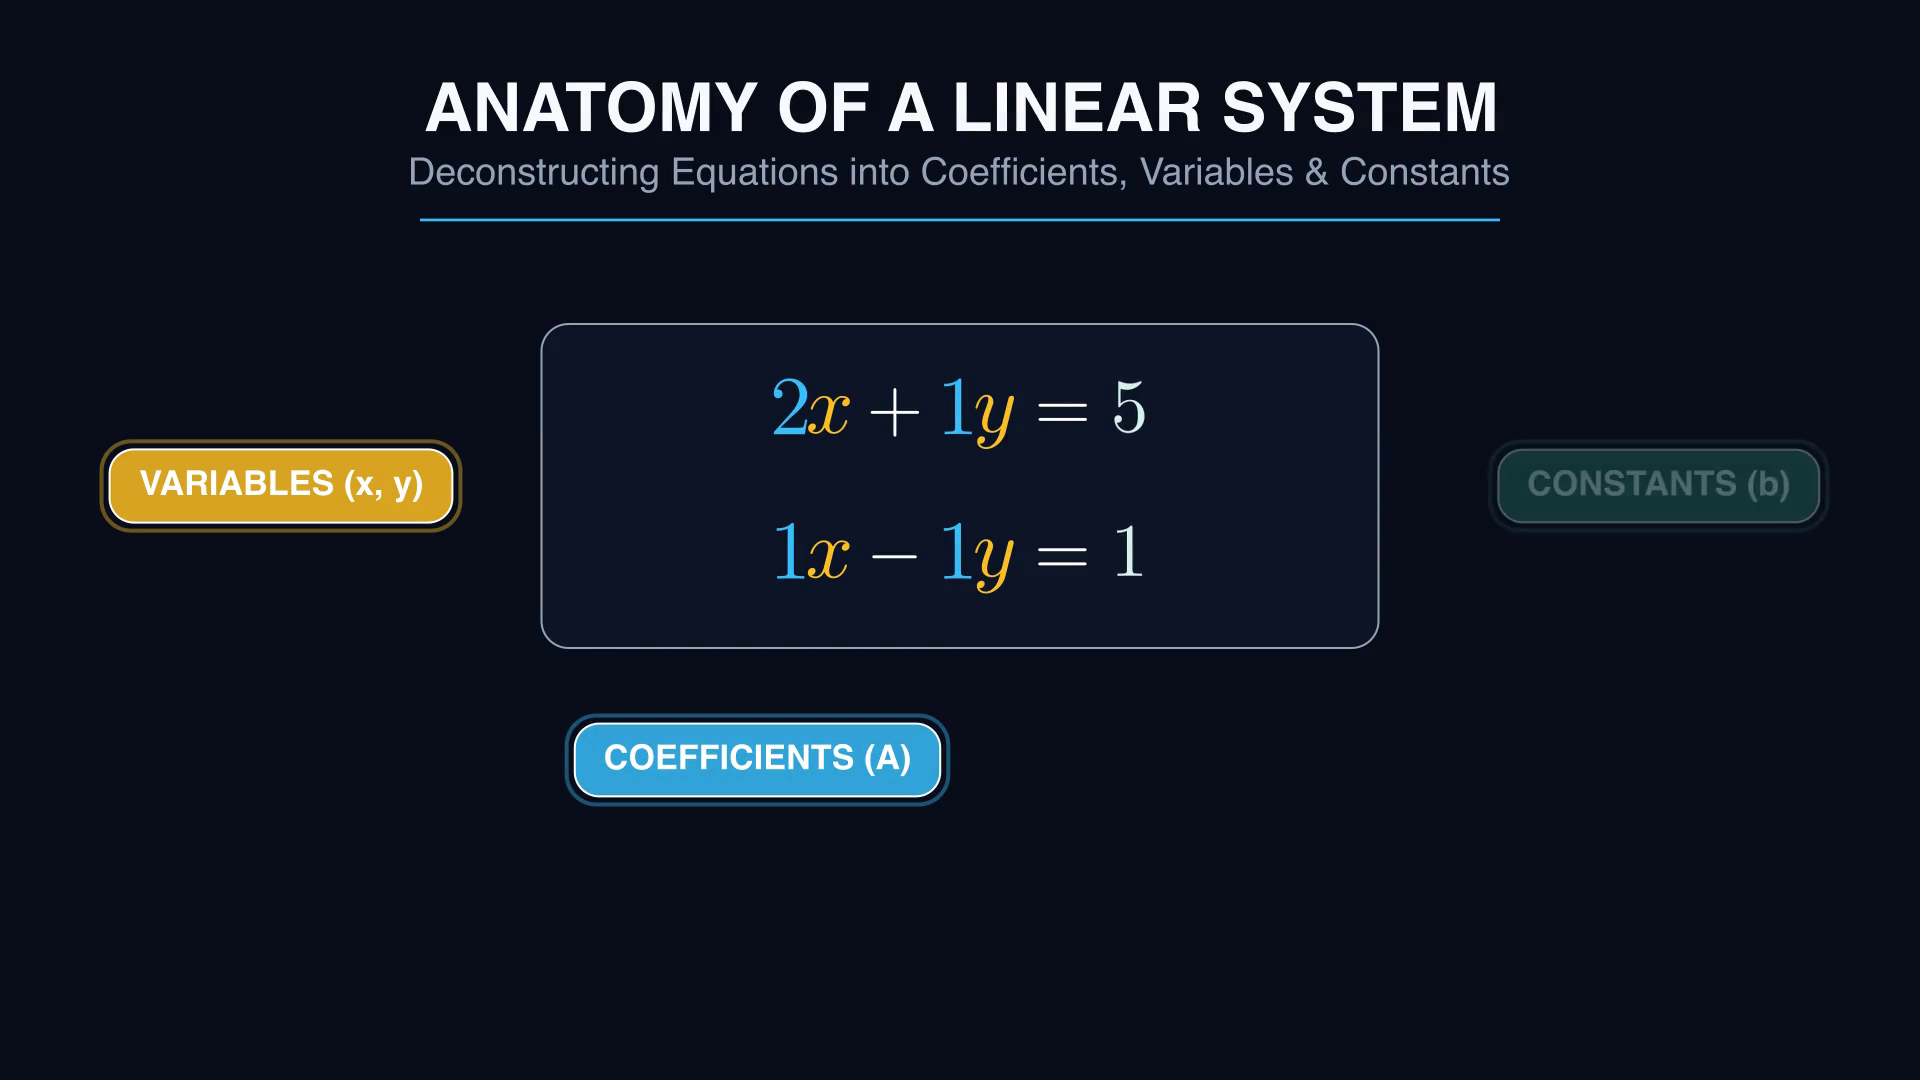 ANATOMY OF A LINEAR SYSTEM
Deconstructing Equations into Coefficients, Variables & Constants
2x + 1y = 5
VARIABLES (x, y)
CONSTANTS (b)
1x − 1y = 1
COEFFICIENTS (A)